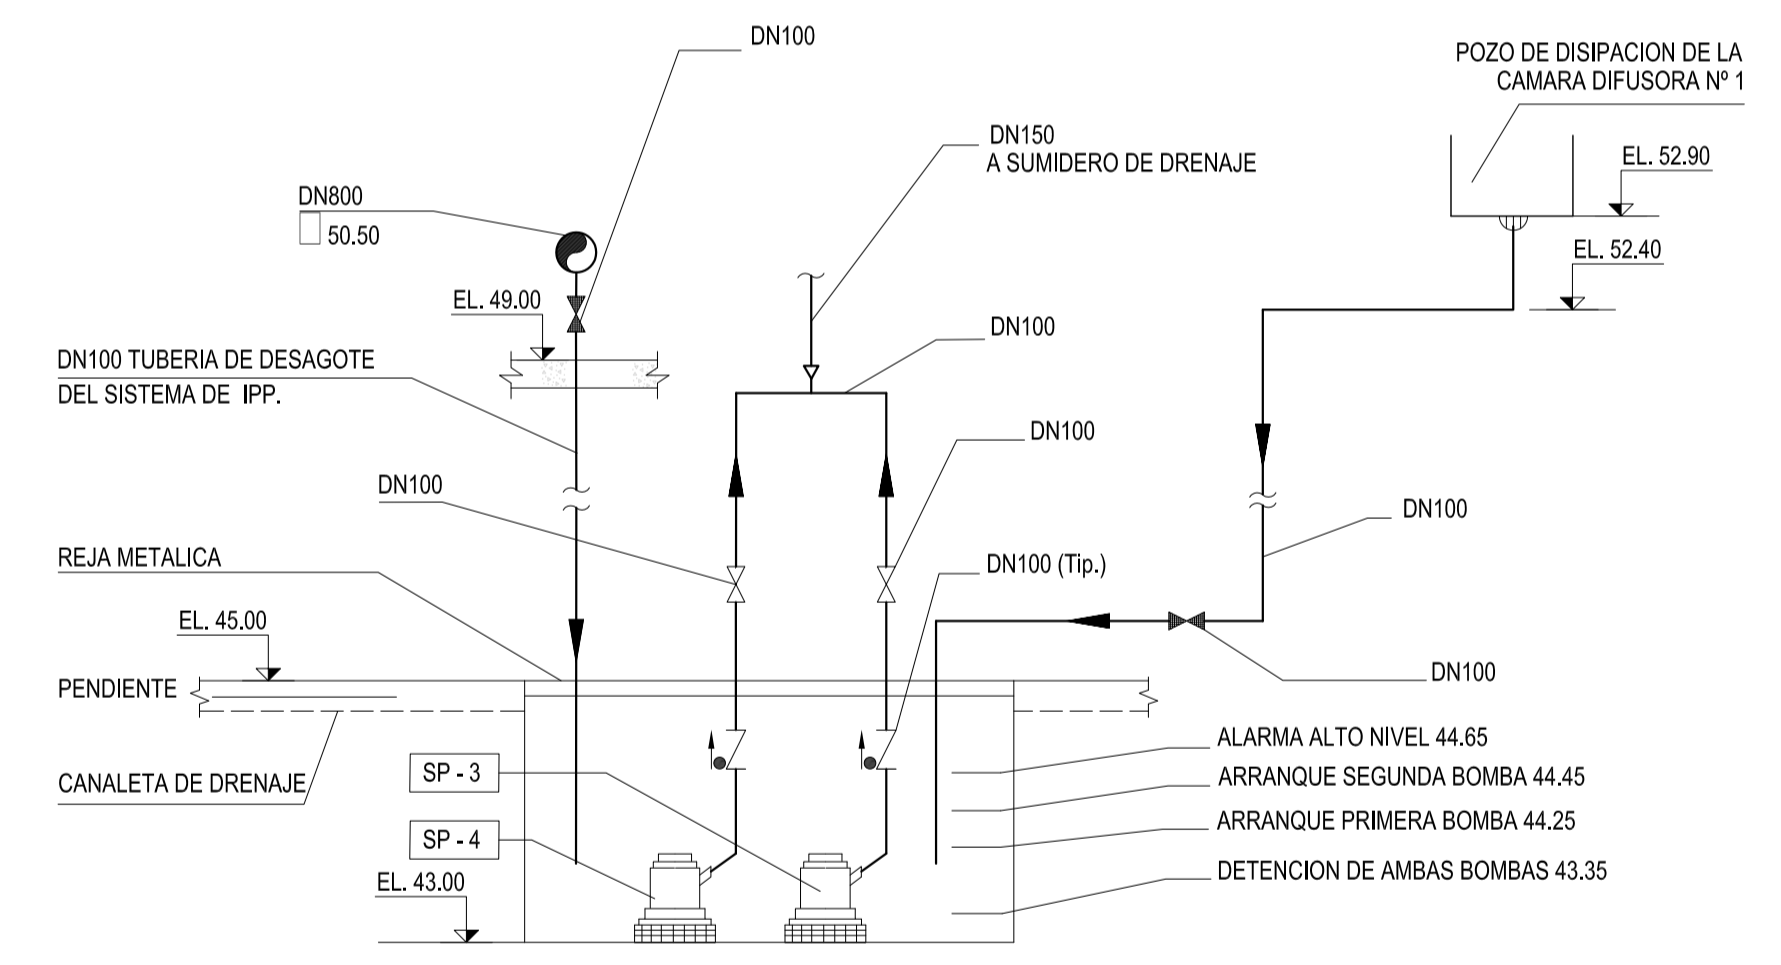 DN100
POZO DE DISIPACION DE LA
CAMARA DIFUSORA Nº 1
DN150
A SUMIDERO DE DRENAJE
EL. 52.90
DN800
50.50
EL. 52.40
EL. 49.00
DN100
DN100 TUBERIA DE DESAGOTE
DEL SISTEMA DE IPP.
DN100
DN100
DN100
REJA METALICA
DN100 (Tip.)
EL. 45.00
DN100
PENDIENTE
ALARMA ALTO NIVEL 44.65
SP - 3
ARRANQUE SEGUNDA BOMBA 44.45
CANALETA DE DRENAJE
ARRANQUE PRIMERA BOMBA 44.25
SP - 4
DETENCION DE AMBAS BOMBAS 43.35
EL. 43.00